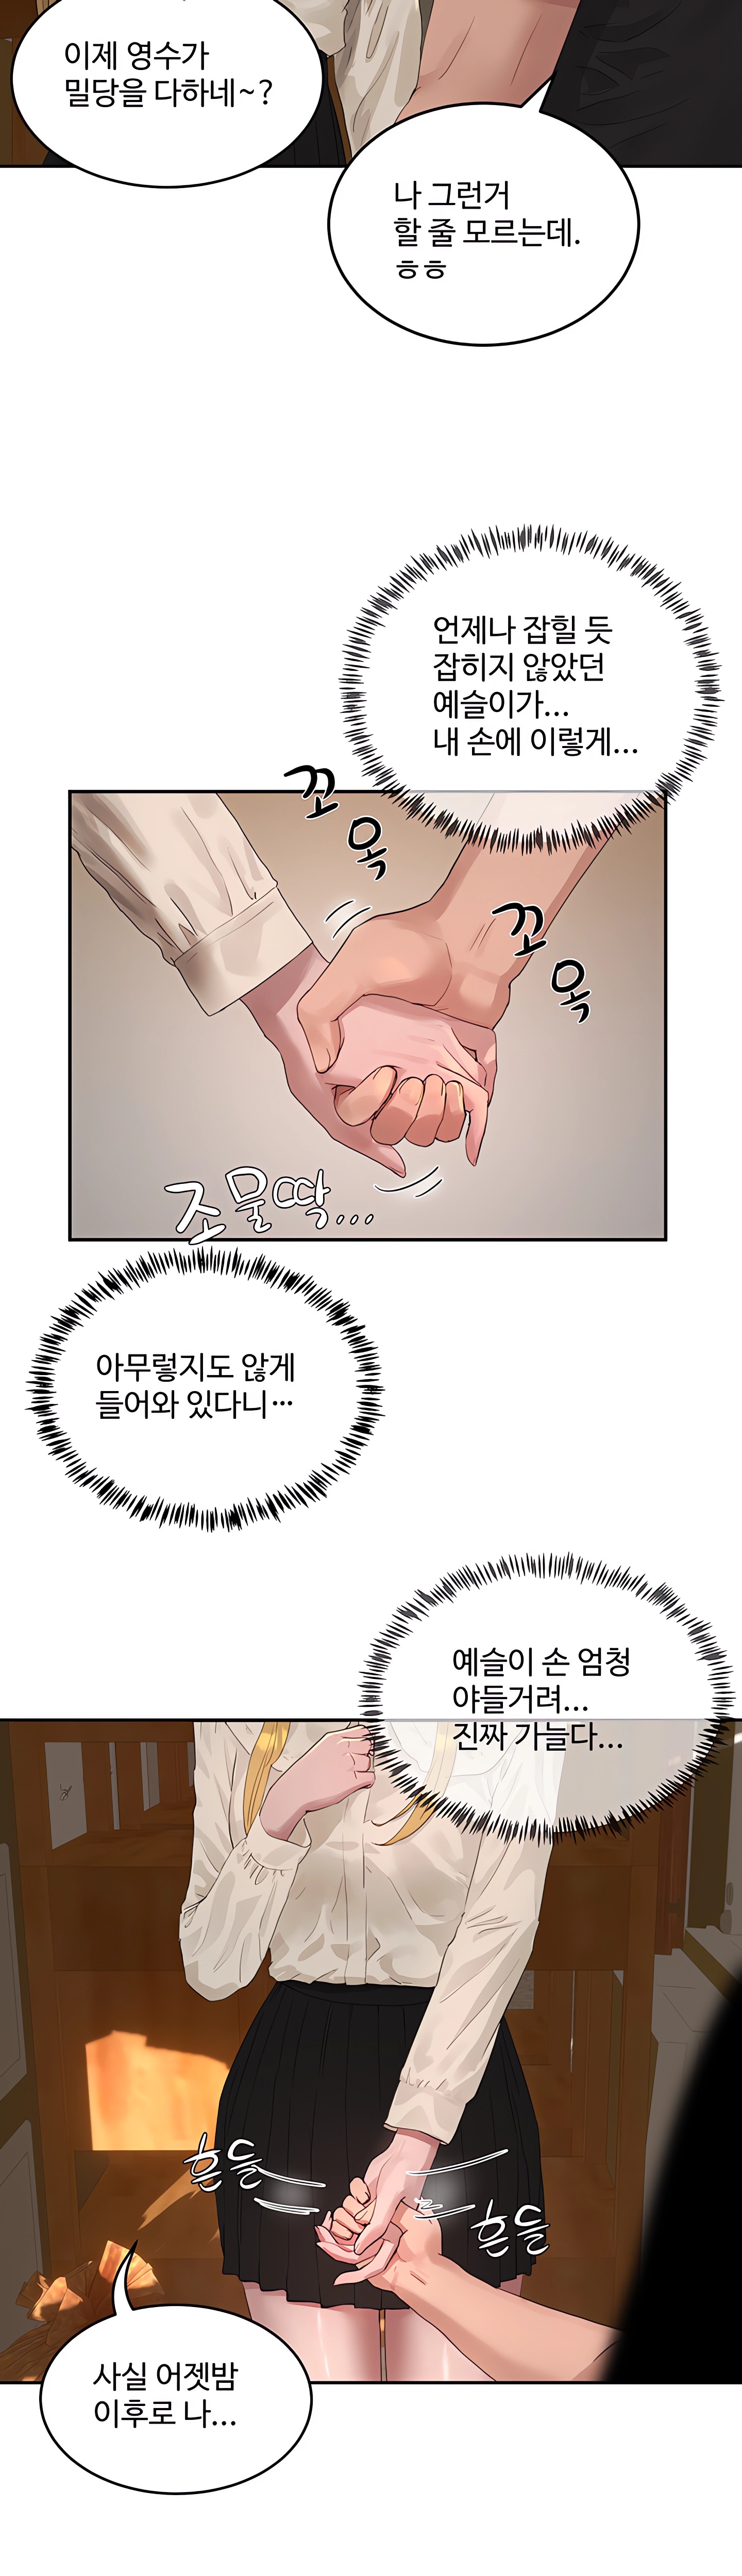 이제 영수가
밀당을 다하네~?
나 그런거
할 줄 모르는데.
ㅎㅎ
언제나 잡힐 듯
잡히지 않았던
예슬이가...
내 손에 이렇게...
꼬
옥
꼬
옥
조물딱...
아무렇지도 않게
들어와 있다니...
예슬이 손 엄청
야들거려...
진짜 가늘다...
흔들
흔들
사실 어젯밤
이후로 나...